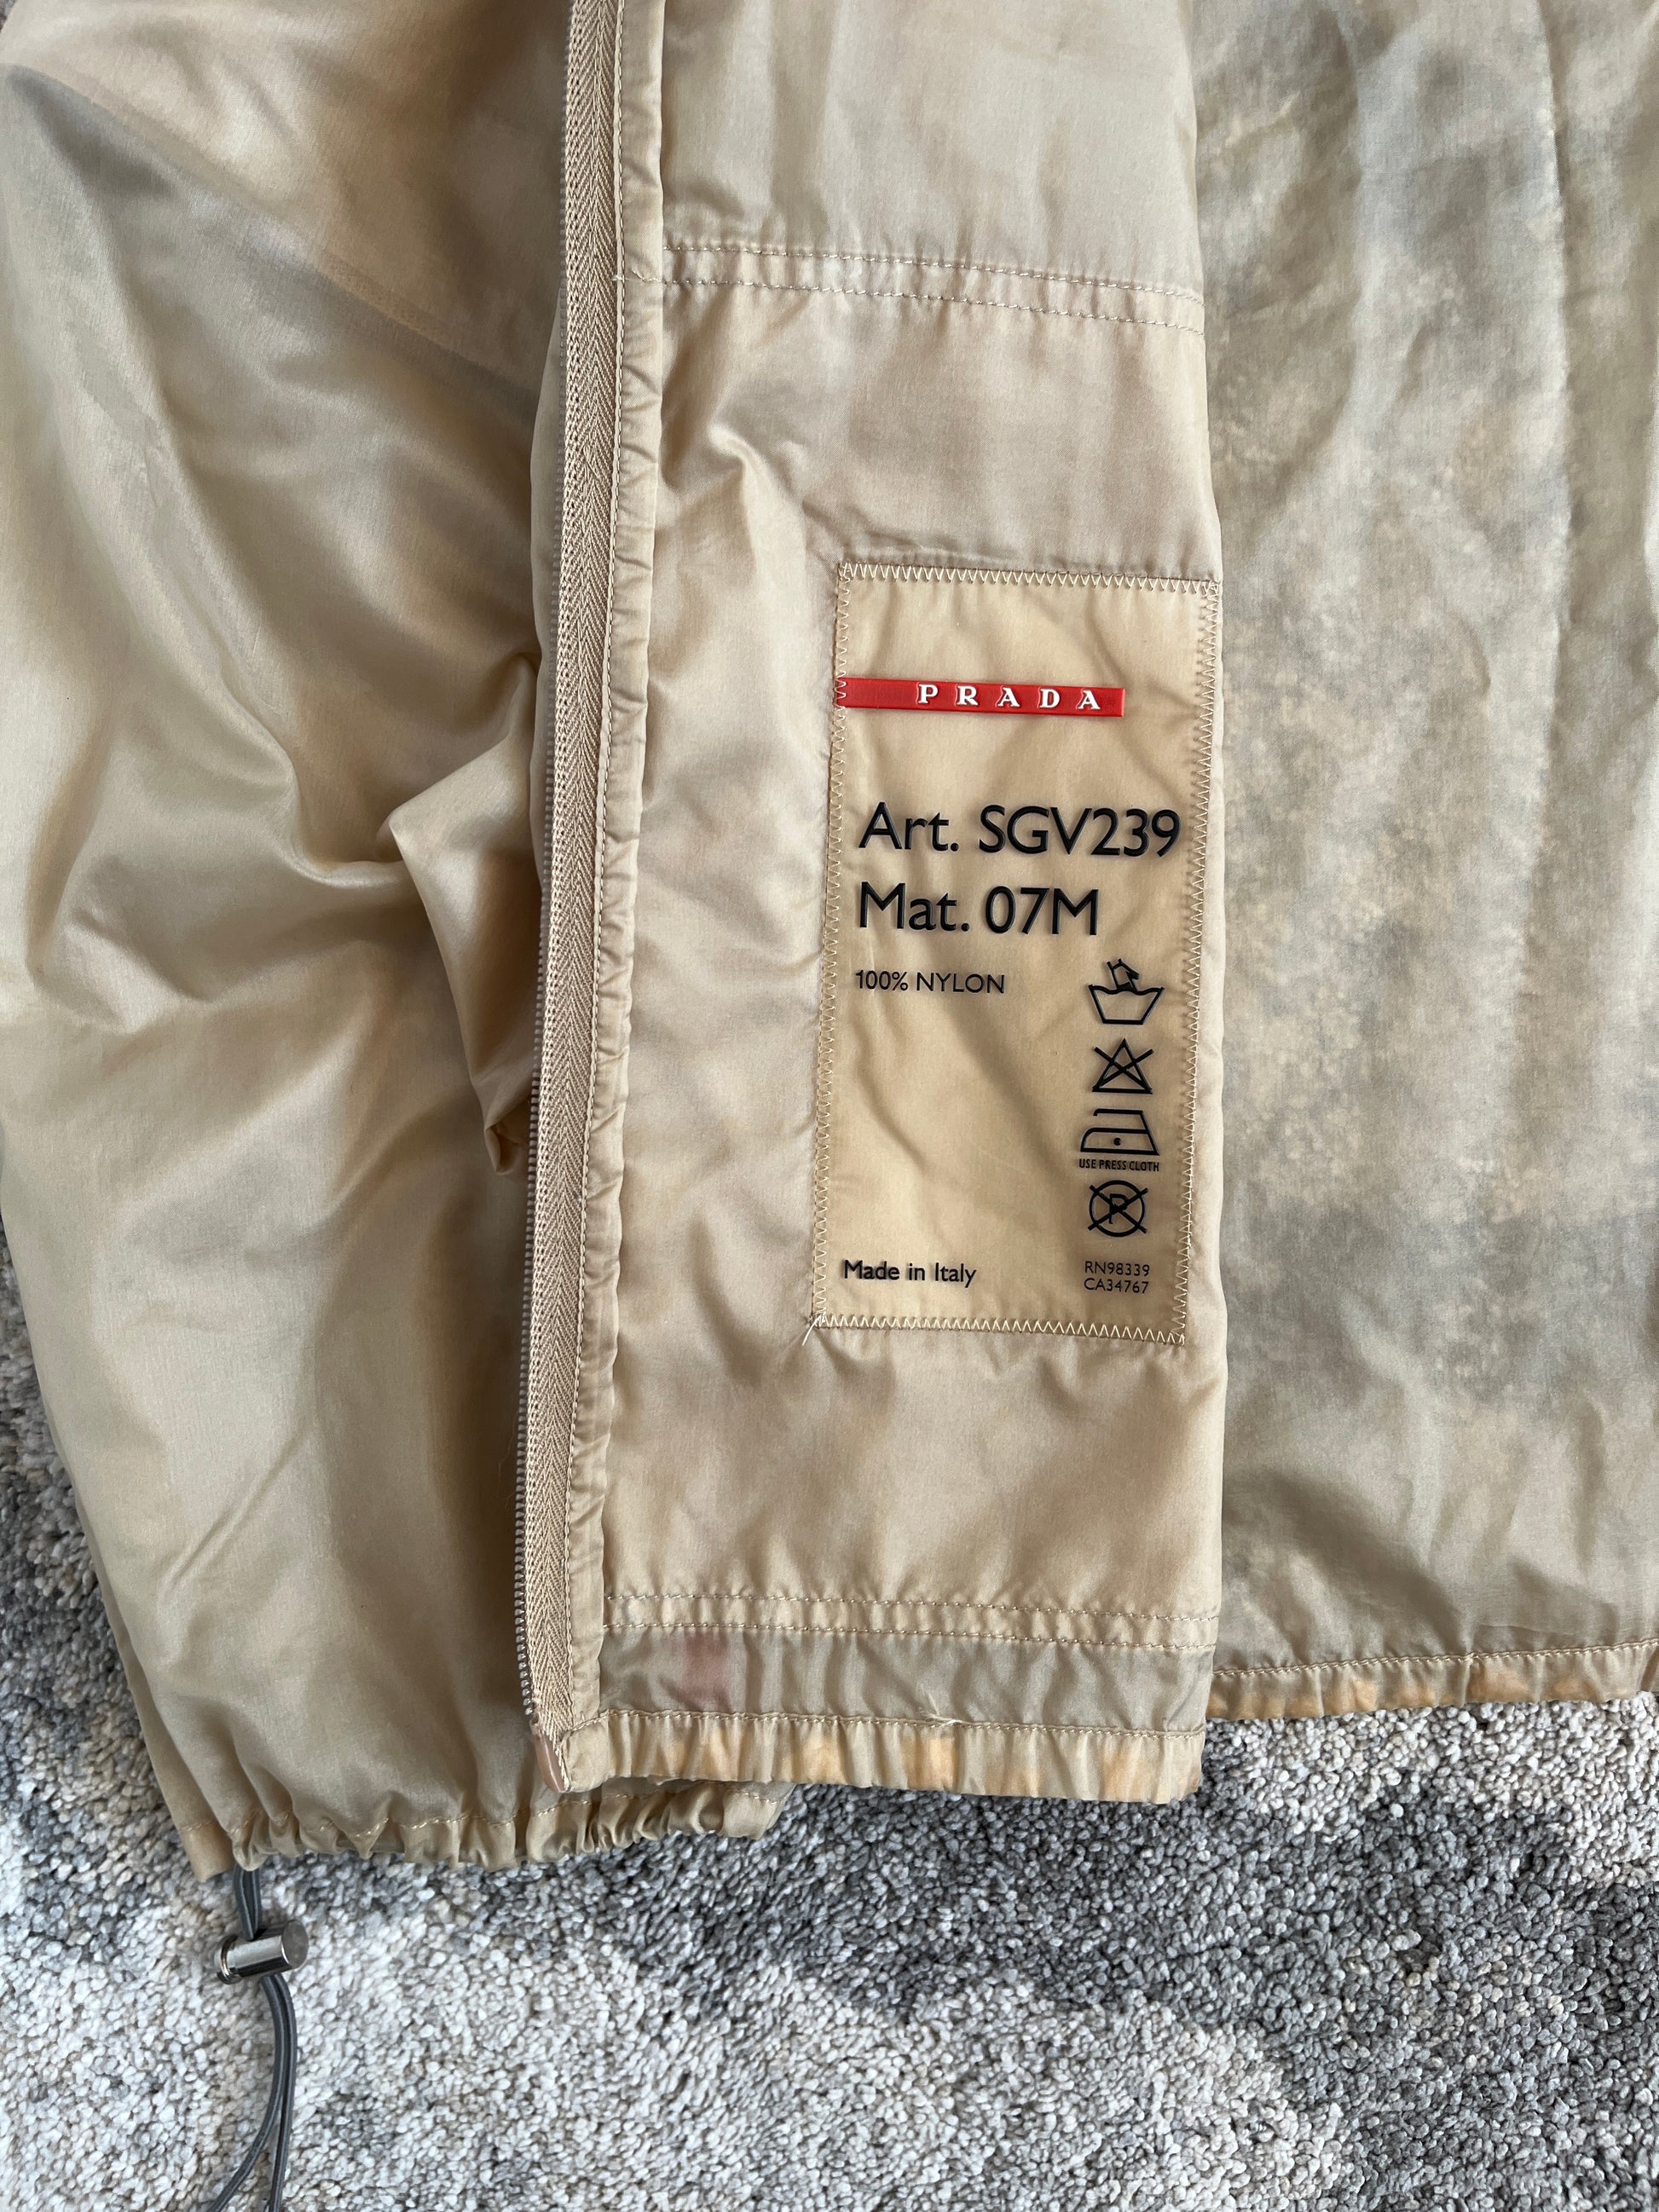 PRADA
Art. SGV239
Mat. 07M
100% NYLON
USE PRESS CLOTH
P
Made in Italy
RN98339
CA34767